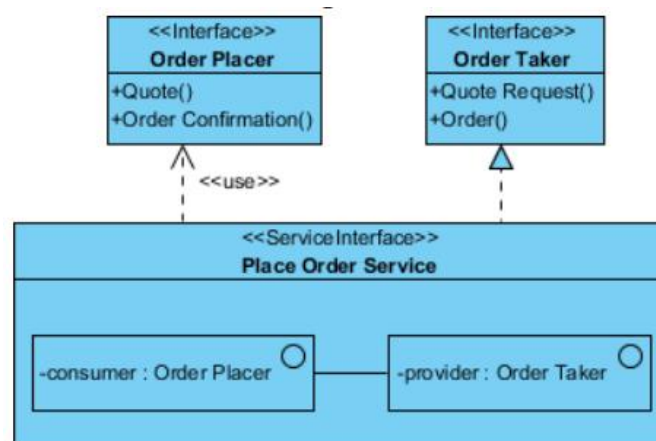 <<Interface>>
Order Placer
+Quote()
+Order Confirmation()
<<Interface>>
Order Taker
+Quote Request()
+Order()
<<use>>
<<ServiceInterface>>
Place Order Service
-consumer : Order Placer
-provider : Order Taker